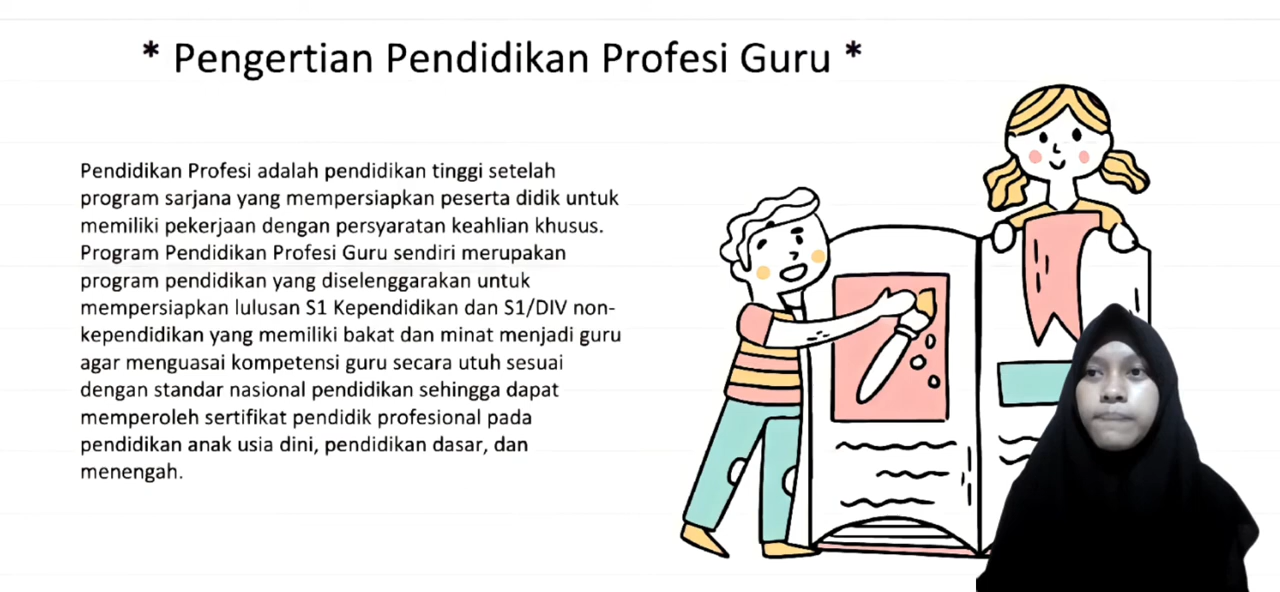 * Pengertian Pendidikan Profesi Guru *
Pendidikan Profesi adalah pendidikan tinggi setelah
program sarjana yang mempersiapkan peserta didik untuk
memiliki pekerjaan dengan persyaratan keahlian khusus.
Program Pendidikan Profesi Guru sendiri merupakan
program pendidikan yang diselenggarakan untuk
mempersiapkan lulusan S1 Kependidikan dan S1/DIV non-
kependidikan yang memiliki bakat dan minat menjadi guru
agar menguasai kompetensi guru secara utuh sesuai
dengan standar nasional pendidikan sehingga dapat
memperoleh sertifikat pendidik profesional pada
pendidikan anak usia dini, pendidikan dasar, dan
menengah.